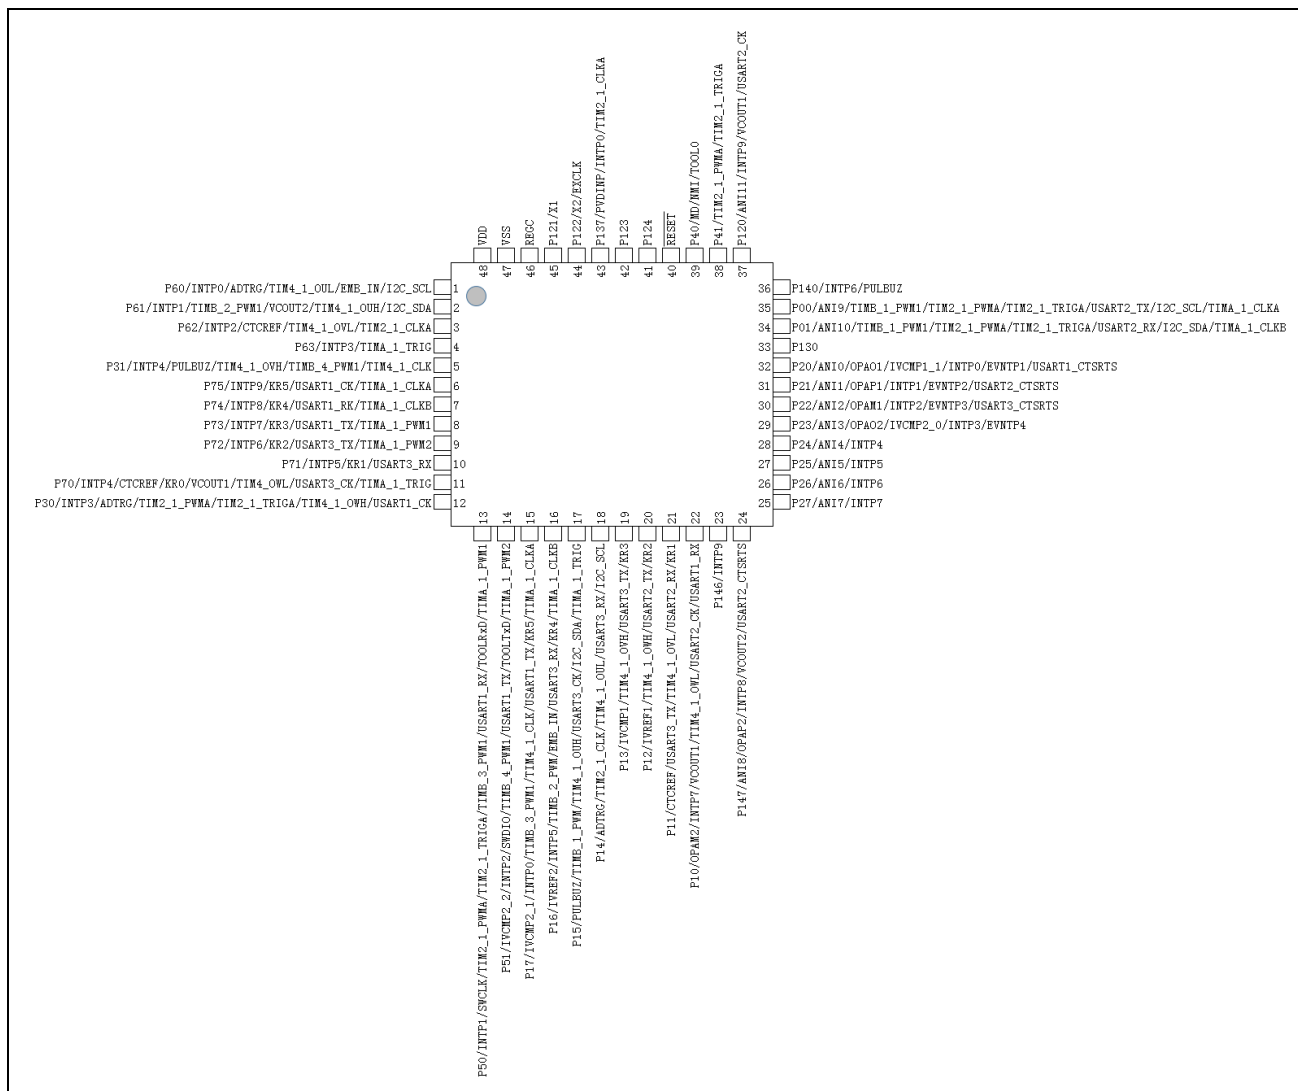 VDD
VSS
REGC
P121/X1
P122/X2/EXCLK
P137/PVDINP/INTP0/TIM2_1_CLKA
P123
P124
RESET
P40/MD/NMI/TOOL0
P41/TIM2_1_PWMA/TIM2_1_TRIGA
P120/ANI11/INTP9/VCOUT1/USART2_CK
48 47 46 45 44 43 42 41 40 39 38 37
P60/INTP0/ADTRG/TIM4_1_OUL/EMB_IN/I2C_SCL 1
P61/INTP1/TIMB_2_PWM1/VCOUT2/TIM4_1_OUH/I2C_SDA 2
P62/INTP2/CTCREF/TIM4_1_OVL/TIM2_1_CLKA 3
P63/INTP3/TIMA_1_TRIG 4
P31/INTP4/PULBUZ/TIM4_1_OVH/TIMB_4_PWM1/TIM4_1_CLK 5
P75/INTP9/KR5/USART1_CK/TIMA_1_CLKA 6
P74/INTP8/KR4/USART1_RK/TIMA_1_CLKB 7
P73/INTP7/KR3/USART1_TX/TIMA_1_PWM1 8
P72/INTP6/KR2/USART3_TX/TIMA_1_PWM2 9
P71/INTP5/KR1/USART3_RX 10
P70/INTP4/CTCREF/KR0/VCOUT1/TIM4_OWL/USART3_CK/TIMA_1_TRIG 11
P30/INTP3/ADTRG/TIM2_1_PWMA/TIM2_1_TRIGA/TIM4_1_OWH/USART1_CK 12
36 P140/INTP6/PULBUZ
35 P00/ANI9/TIMB_1_PWM1/TIM2_1_PWMA/TIM2_1_TRIGA/USART2_TX/I2C_SCL/TIMA_1_CLKA
34 P01/ANI10/TIMB_1_PWM1/TIM2_1_PWMA/TIM2_1_TRIGA/USART2_RX/I2C_SDA/TIMA_1_CLKB
33 P130
32 P20/ANI0/OPAO1/IVCMP1_1/INTP0/EVNTP1/USART1_CTSRTS
31 P21/ANI1/OPAP1/INTP1/EVNTP2/USART2_CTSRTS
30 P22/ANI2/OPAM1/INTP2/EVNTP3/USART3_CTSRTS
29 P23/ANI3/OPAO2/IVCMP2_0/INTP3/EVNTP4
28 P24/ANI4/INTP4
27 P25/ANI5/INTP5
26 P26/ANI6/INTP6
25 P27/ANI7/INTP7
13 14 15 16 17 18 19 20 21 22 23 24
P50/INTP1/SWCLK/TIM2_1_PWMA/TIM2_1_TRIGA/TIMB_3_PWM1/USART1_RX/TOOLRxD/TIMA_1_PWM1
P51/IVCMP2_2/INTP2/SWDIO/TIMB_4_PWM1/USART1_TX/TOOLTxD/TIMA_1_PWM2
P17/IVCMP2_1/INTP0/TIMB_3_PWM1/TIM4_1_CLK/USART1_TX/KR5/TIMA_1_CLKA
P16/IVREF2/INTP5/TIMB_2_PWM/EMB_IN/USART3_RX/KR4/TIMA_1_CLKB
P15/PULBUZ/TIMB_1_PWM/TIM4_1_OUH/USART3_CK/I2C_SDA/TIMA_1_TRIG
P14/ADTRG/TIM2_1_CLK/TIM4_1_OUL/USART3_RX/I2C_SCL
P13/IVCMP1/TIM4_1_OVH/USART3_TX/KR3
P12/IVREF1/TIM4_1_OWH/USART2_TX/KR2
P11/CTCREF/USART3_TX/TIM4_1_OVL/USART2_RX/KR1
P10/OPAM2/INTP7/VCOUT1/TIM4_1_OWL/USART2_CK/USART1_RX
P146/INTP9
P147/ANI8/OPAP2/INTP8/VCOUT2/USART2_CTSRTS